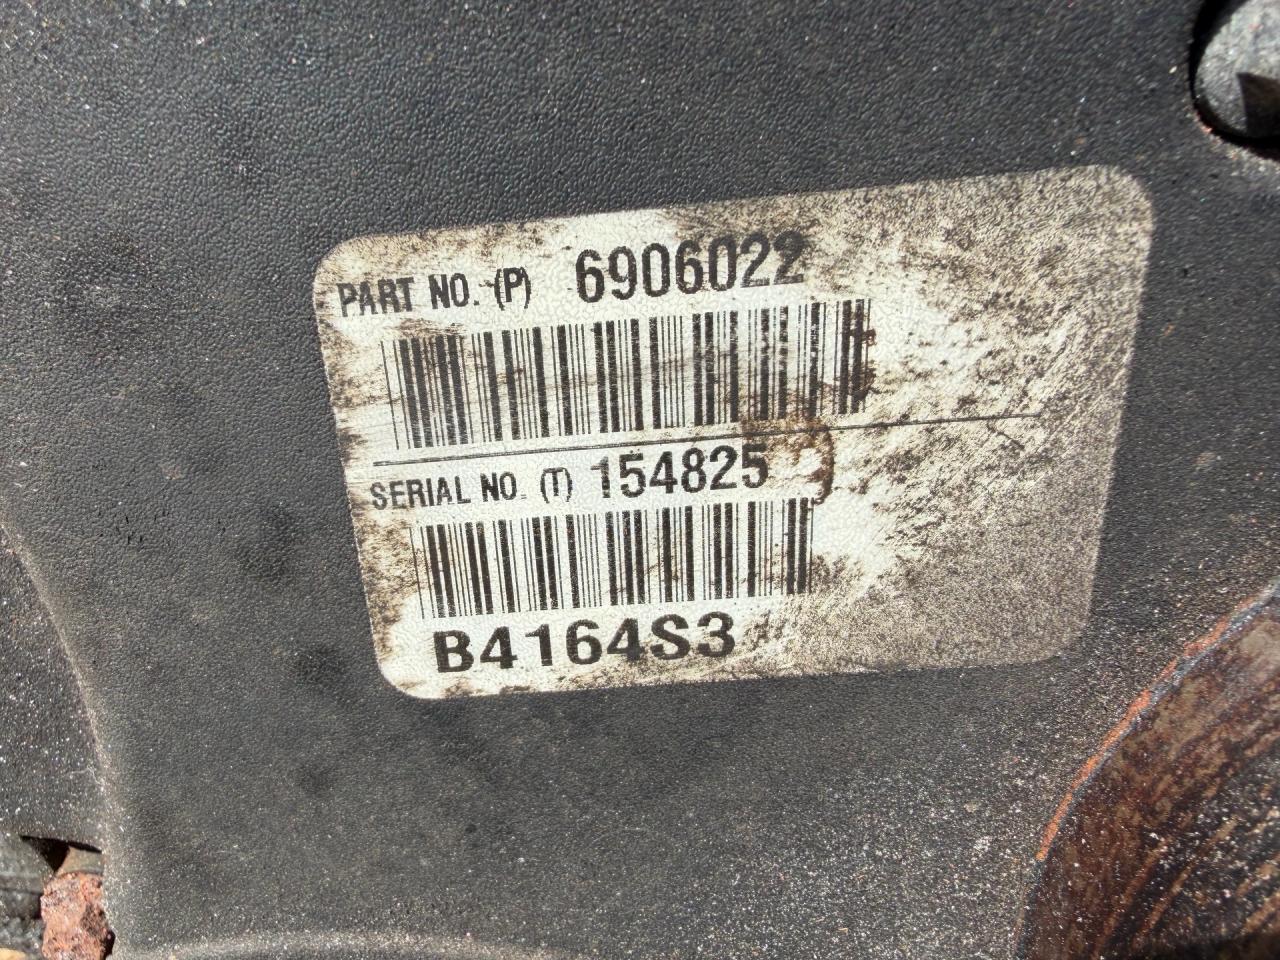 PART NO. (P) 6906022
SERIAL NO. (T) 154825
B4164S3